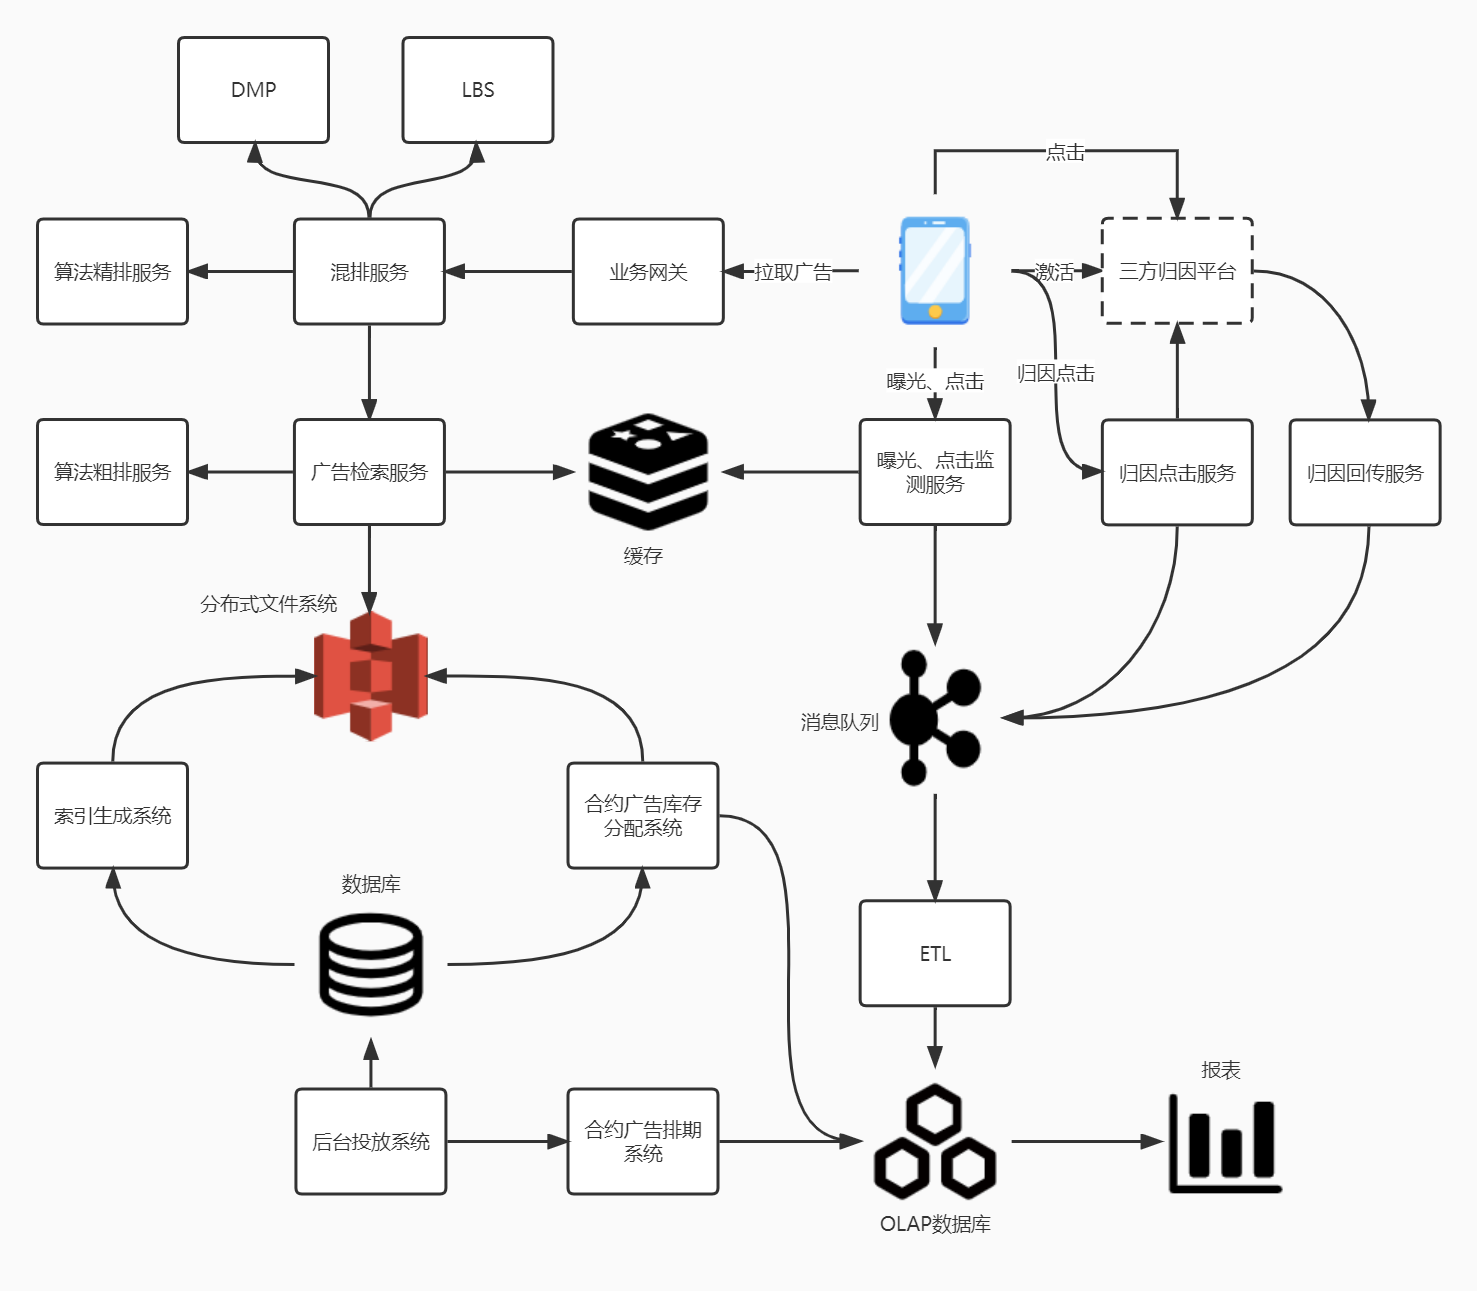 DMP
LBS
点击
算法精排服务
混排服务
业务网关
拉取广告
激活
三方归因平台
曝光、点击
归因点击
算法粗排服务
广告检索服务
缓存
曝光、点击监
测服务
归因点击服务
归因回传服务
分布式文件系统
消息队列
索引生成系统
合约广告库存
分配系统
数据库
ETL
报表
后台投放系统
合约广告排期
系统
OLAP数据库